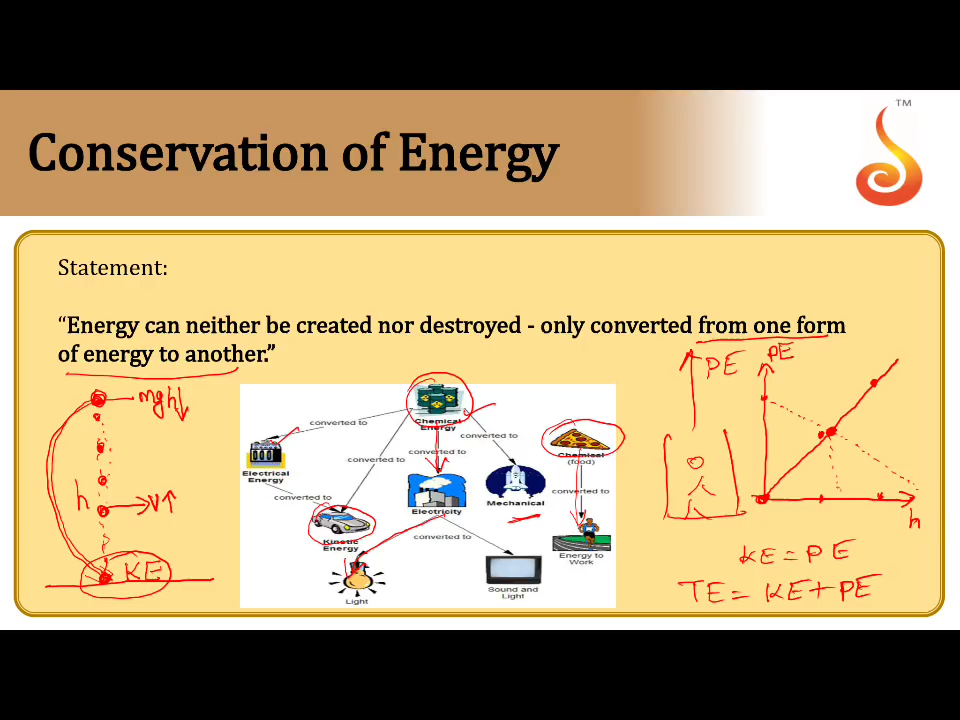 TM
Conservation of Energy
Statement:
“Energy can neither be created nor destroyed - only converted from one form
of energy to another.”
mgh↓
h
v↑
KE
Chemical
Energy
converted to
converted to
converted to
converted to
Electrical
Energy
converted to
Kinetic
Energy
Electricity
Mechanical
converted to
Light
Sound and
Light
Chemical
(food)
converted to
Energy to
Work
PE
PE
h
KE = PE
TE = KE + PE